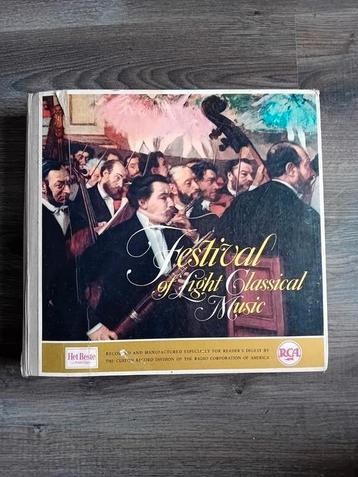 Festival
of Light Classical
Music
Het Beste
RECORDED AND MANUFACTURED ESPECIALLY FOR READER'S DIGEST BY
THE CUSTOM RECORD DIVISION OF THE RADIO CORPORATION OF AMERICA
RCA